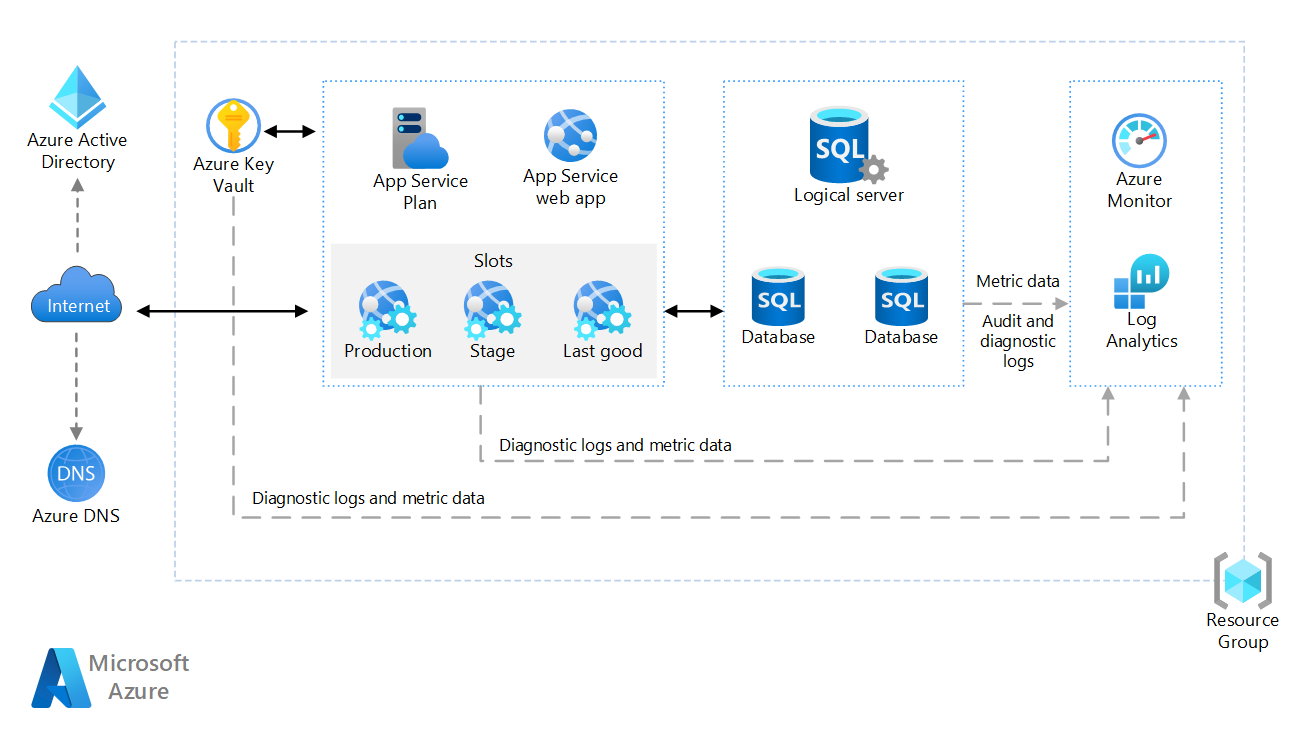 Azure Active
Directory
Internet
DNS
Azure DNS
Azure Key
Vault
App Service
Plan
App Service
web app
Slots
Production
Stage
Last good
SQL
Logical server
SQL
Database
SQL
Database
Metric data
Audit and
diagnostic
logs
Azure
Monitor
Log
Analytics
Diagnostic logs and metric data
Diagnostic logs and metric data
Resource
Group
Microsoft
Azure